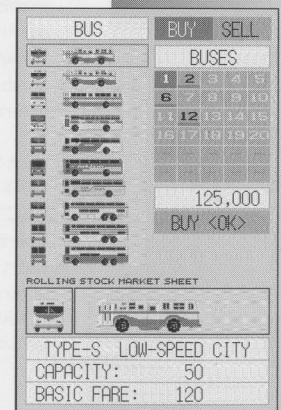 BUS BUY SELL
BUSES
1 2 3 4 5
6 7 8 9 10
11 12 13 14 15
16 17 18 19 20
125,000
BUY <OK>
ROLLING STOCK MARKET SHEET
TYPE-S LOW-SPEED CITY
CAPACITY: 50
BASIC FARE: 120